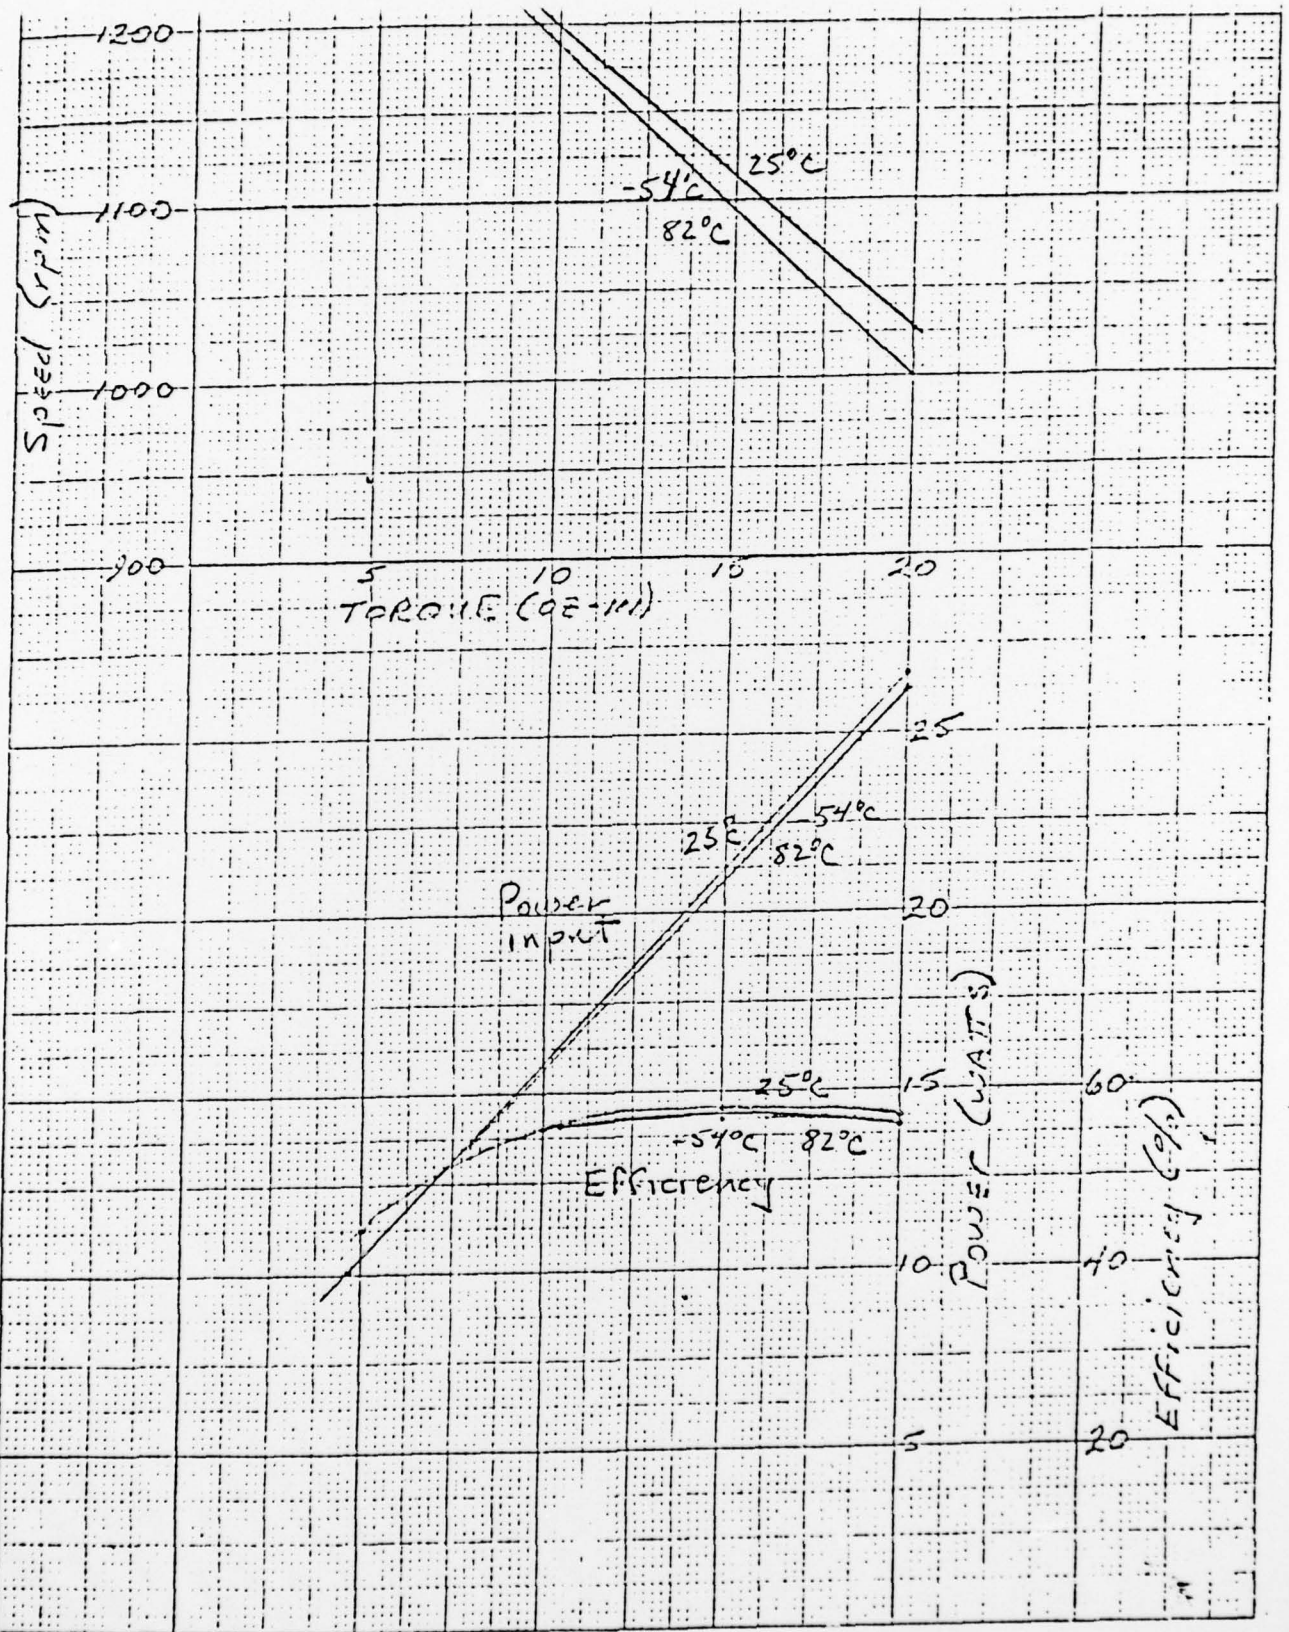 1200
25°C
-54°C
1100
82°C
Speed (rpm)
1000
900
5 10 15 20
TORQUE (OZ-IN)
25
25°C -54°C
82°C
Power
input
20
25°C 15 60
-54°C 82°C
Efficiency
Power (WATTS)
10 40
Efficiency (%)
5 20